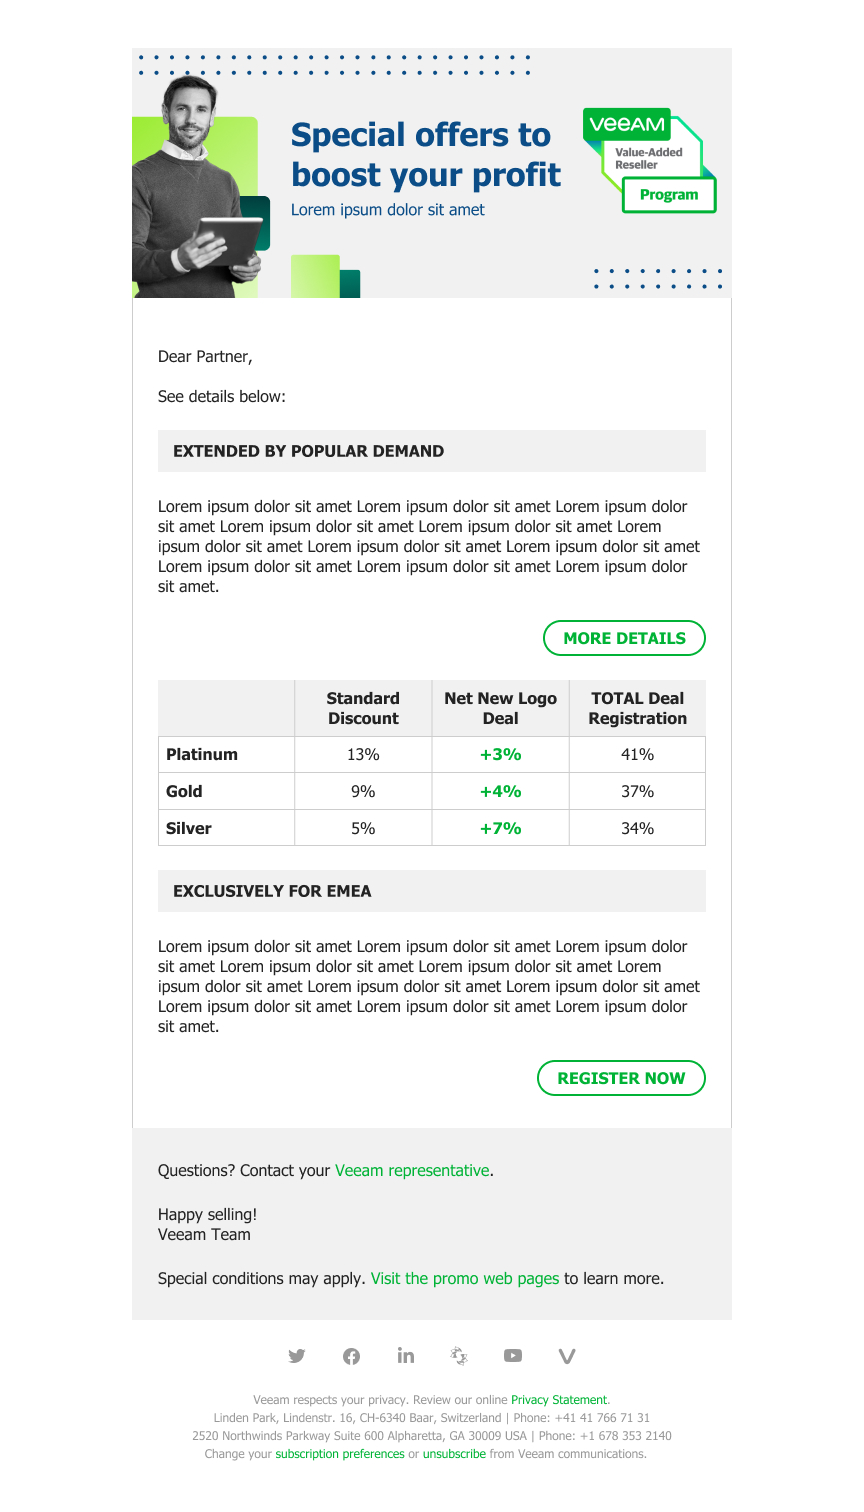 Special offers to
boost your profit
Lorem ipsum dolor sit amet
veeAM
Value-Added
Reseller
Program
Dear Partner,
See details below:
EXTENDED BY POPULAR DEMAND
Lorem ipsum dolor sit amet Lorem ipsum dolor sit amet Lorem ipsum dolor
sit amet Lorem ipsum dolor sit amet Lorem ipsum dolor sit amet Lorem
ipsum dolor sit amet Lorem ipsum dolor sit amet Lorem ipsum dolor sit amet
Lorem ipsum dolor sit amet Lorem ipsum dolor sit amet Lorem ipsum dolor
sit amet.
MORE DETAILS
Standard Discount Net New Logo Deal TOTAL Deal Registration
Platinum 13% +3% 41%
Gold 9% +4% 37%
Silver 5% +7% 34%
EXCLUSIVELY FOR EMEA
Lorem ipsum dolor sit amet Lorem ipsum dolor sit amet Lorem ipsum dolor
sit amet Lorem ipsum dolor sit amet Lorem ipsum dolor sit amet Lorem
ipsum dolor sit amet Lorem ipsum dolor sit amet Lorem ipsum dolor sit amet
Lorem ipsum dolor sit amet Lorem ipsum dolor sit amet Lorem ipsum dolor
sit amet.
REGISTER NOW
Questions? Contact your Veeam representative.
Happy selling!
Veeam Team
Special conditions may apply. Visit the promo web pages to learn more.
Veeam respects your privacy. Review our online Privacy Statement.
Linden Park, Lindenstr. 16, CH-6340 Baar, Switzerland | Phone: +41 41 766 71 31
2520 Northwinds Parkway Suite 600 Alpharetta, GA 30009 USA | Phone: +1 678 353 2140
Change your subscription preferences or unsubscribe from Veeam communications.